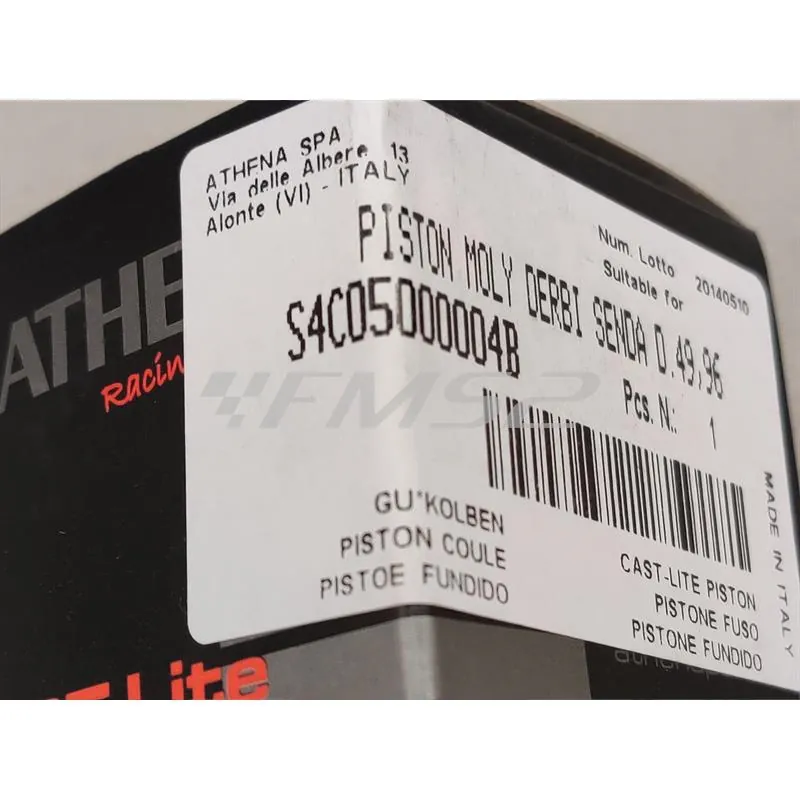 ATHENA SPA
Via delle Albere 13
Alonte (VI) - ITALY
Num. Lotto 20140510
Suitable for
PISTON MOLY DERBI SENDA D.49,96
S4C05000004B
Pcs. N.: 1
GU"KOLBEN
PISTON COULE
PISTOE FUNDIDO
CAST-LITE PISTON
PISTONE FUSO
PISTONE FUNDIDO
MADE IN ITALY
ATHE
Racin
FMS2
Lite